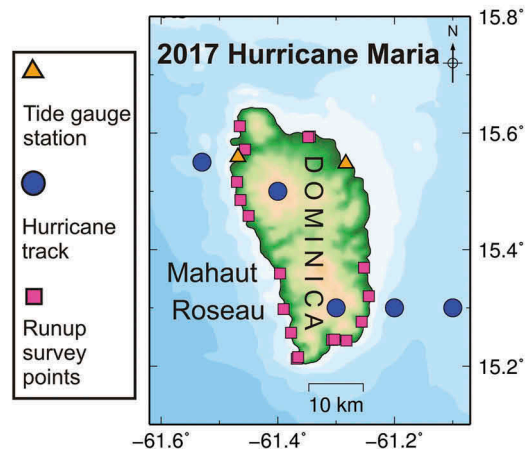 Tide gauge
station
Hurricane
track
Runup
survey
points
2017 Hurricane Maria
N
DOMINICA
Mahaut
Roseau
10 km
15.8°
15.6°
15.4°
15.2°
−61.6°
−61.4°
−61.2°